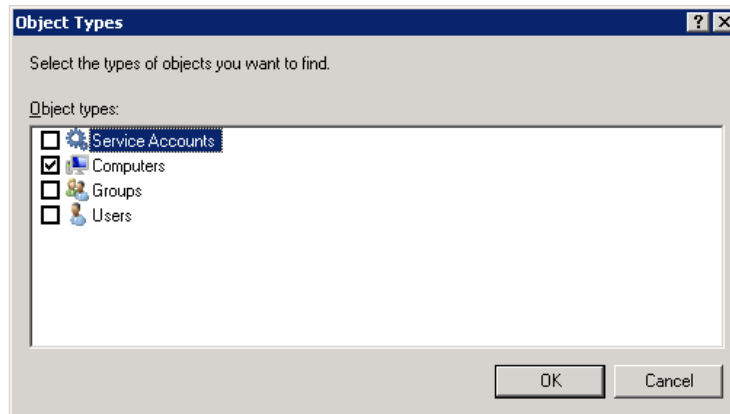 Object Types
Select the types of objects you want to find.
Object types:
Service Accounts
Computers
Groups
Users
OK Cancel